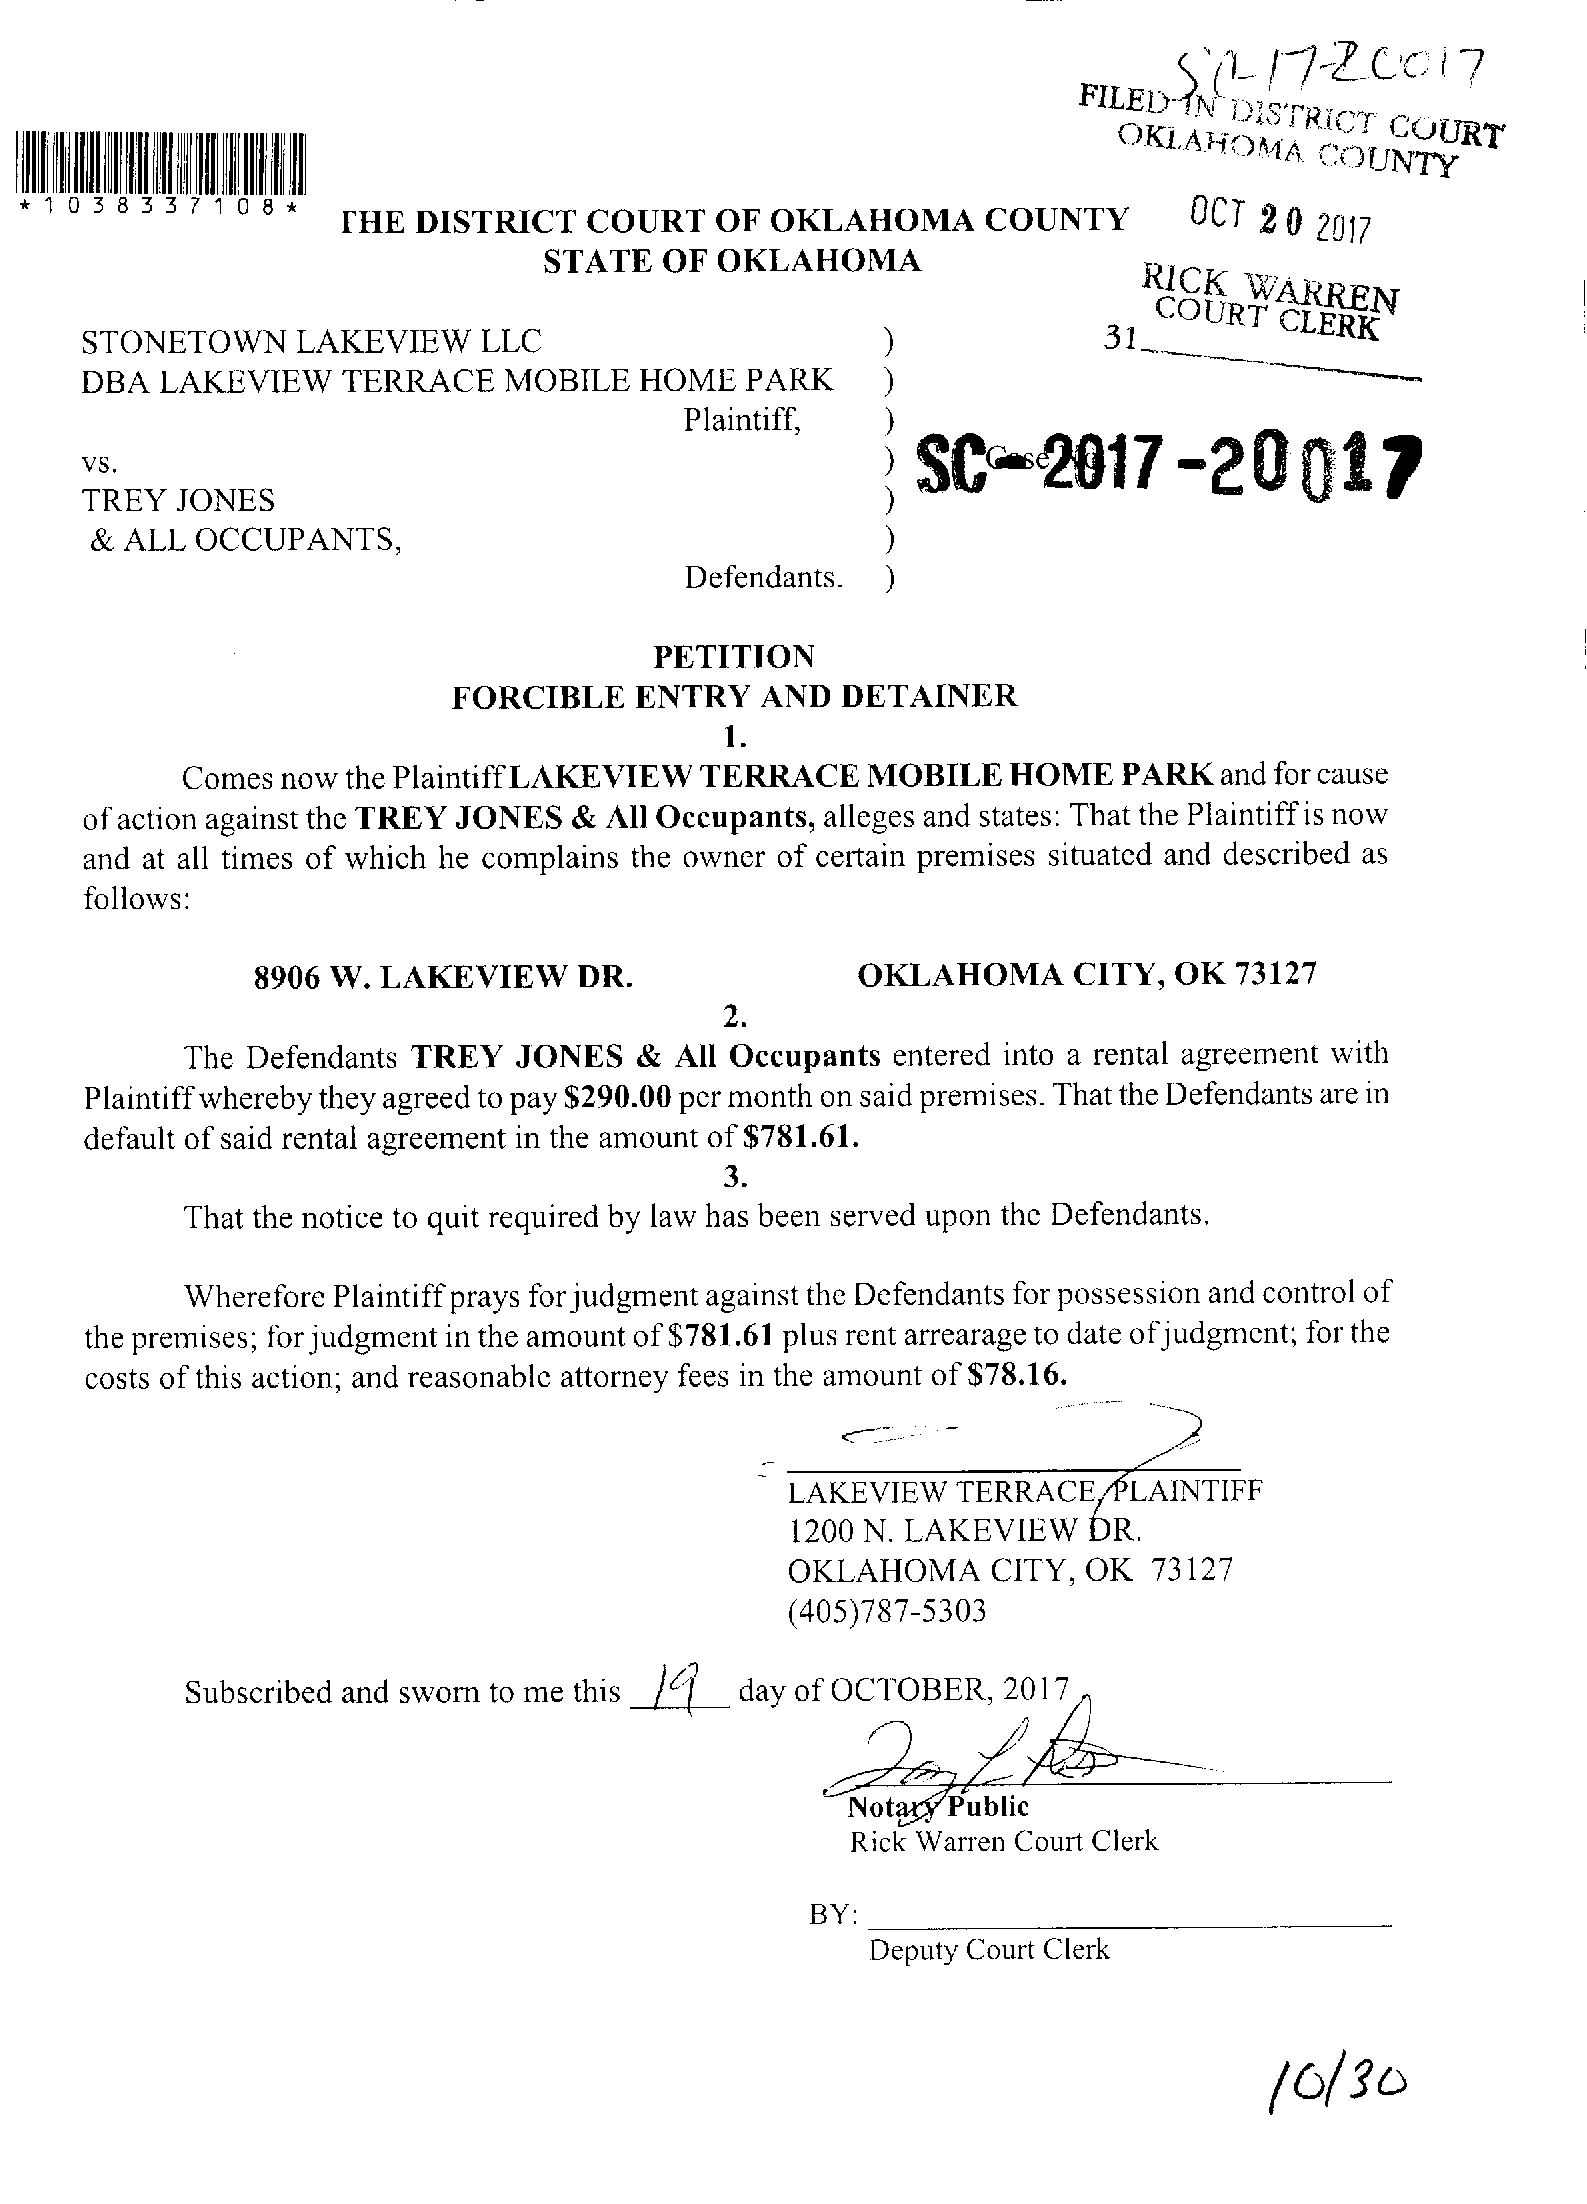 SC-17-20017
FILED IN DISTRICT COURT
OKLAHOMA COUNTY
*1038337108*
THE DISTRICT COURT OF OKLAHOMA COUNTY
OCT 20 2017
STATE OF OKLAHOMA
RICK WARREN
COURT CLERK
31
STONETOWN LAKEVIEW LLC )
DBA LAKEVIEW TERRACE MOBILE HOME PARK )
Plaintiff, )
vs. ) SC-2017-20017
TREY JONES )
& ALL OCCUPANTS, )
Defendants. )
PETITION
FORCIBLE ENTRY AND DETAINER
1.
Comes now the Plaintiff LAKEVIEW TERRACE MOBILE HOME PARK and for cause
of action against the TREY JONES & All Occupants, alleges and states: That the Plaintiff is now
and at all times of which he complains the owner of certain premises situated and described as
follows:
8906 W. LAKEVIEW DR. OKLAHOMA CITY, OK 73127
2.
The Defendants TREY JONES & All Occupants entered into a rental agreement with
Plaintiff whereby they agreed to pay $290.00 per month on said premises. That the Defendants are in
default of said rental agreement in the amount of $781.61.
3.
That the notice to quit required by law has been served upon the Defendants.
Wherefore Plaintiff prays for judgment against the Defendants for possession and control of
the premises; for judgment in the amount of $781.61 plus rent arrearage to date of judgment; for the
costs of this action; and reasonable attorney fees in the amount of $78.16.
LAKEVIEW TERRACE, PLAINTIFF
1200 N. LAKEVIEW DR.
OKLAHOMA CITY, OK 73127
(405)787-5303
Subscribed and sworn to me this 19 day of OCTOBER, 2017
Notary Public
Rick Warren Court Clerk
BY:
Deputy Court Clerk
10/30